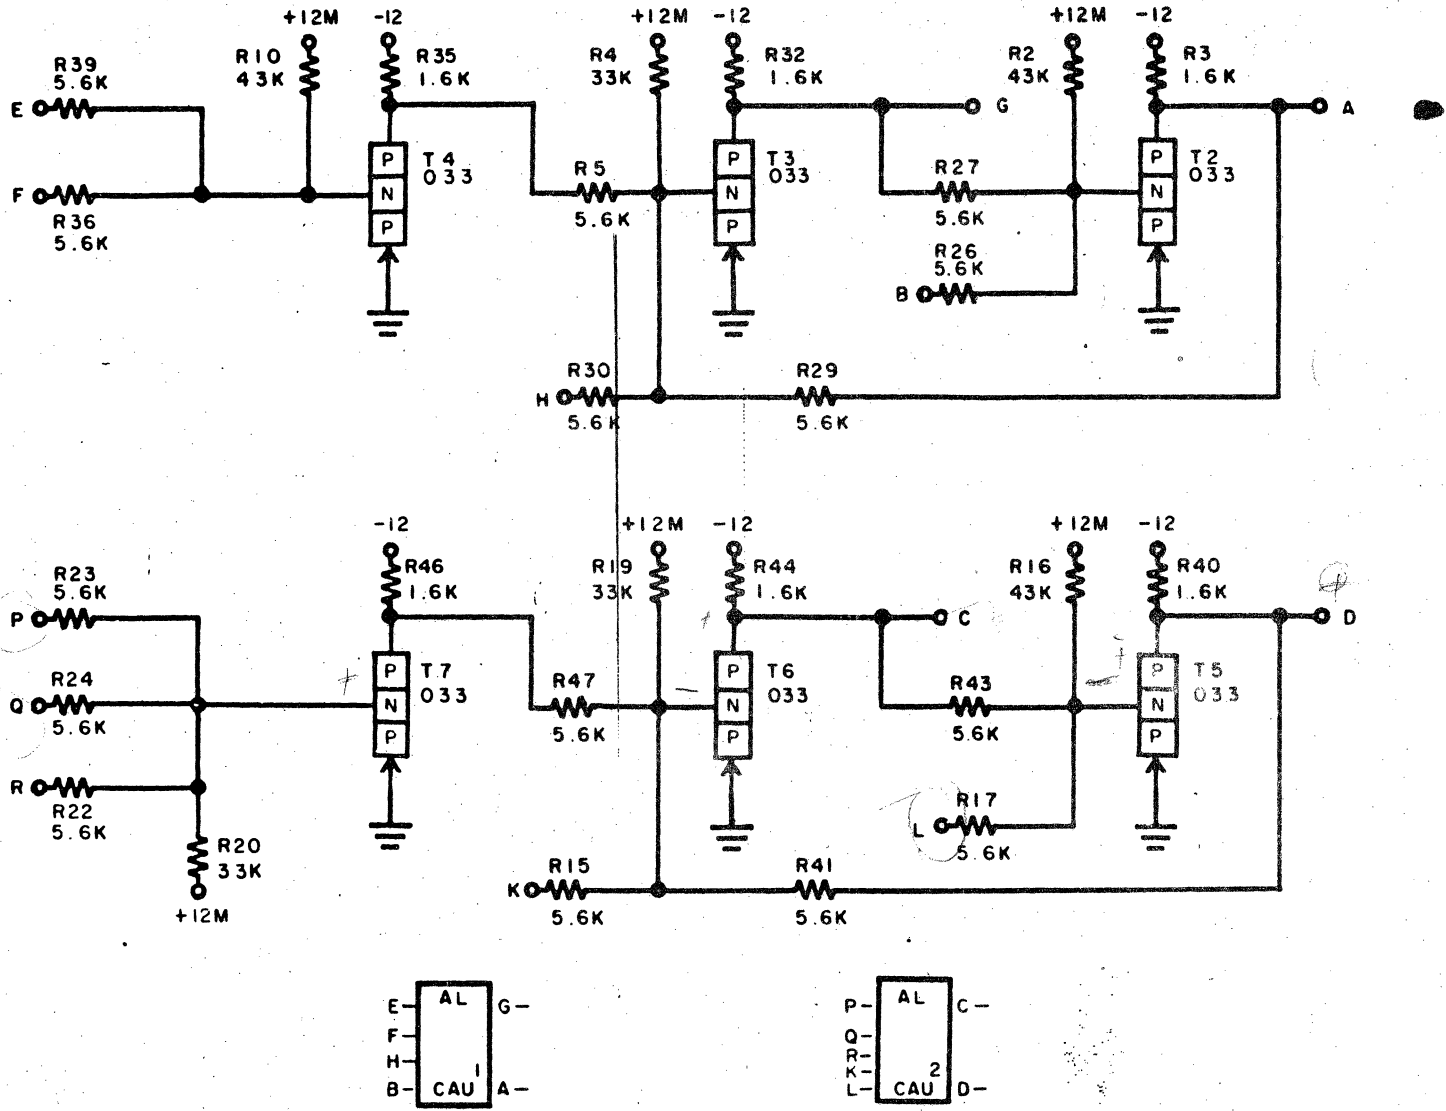 +12M -12 +12M -12 +12M -12
R39 5.6K
R10 43K
R35 1.6K
R4 33K
R32 1.6K
R2 43K
R3 1.6K
E
G
A
P N P
T4 033
P N P
T3 033
P N P
T2 033
R5 5.6K
R27 5.6K
F
R36 5.6K
R26 5.6K
B
R30 5.6K
R29 5.6K
H
-12 +12M -12 +12M -12
R23 5.6K
R46 1.6K
R19 33K
R44 1.6K
R16 43K
R40 1.6K
P
C
D
P N P
T7 033
P N P
T6 033
P N P
T5 033
R24 5.6K
Q
R47 5.6K
R43 5.6K
R
R22 5.6K
R17 5.6K
L
R20 33K
+12M
R15 5.6K
K
R41 5.6K
E- AL G-
F-
H- 1
B- CAU A-
P- AL C-
Q-
R-
K- 2
L- CAU D-